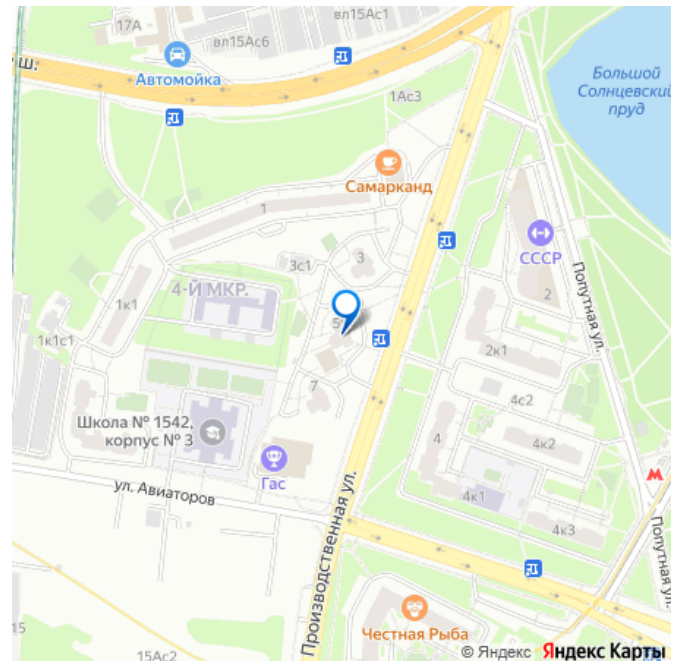 17А
вл15Ас1
вл15Ас6
Автомойка
ш.
1Ас3
Большой
Солнцевский
пруд
Самарканд
1
СССР
3с1
3
4-Й МКР.
1к1
2
Попутная ул.
5
1к1с1
2к1
7
4с2
Школа № 1542,
корпус № 3
4
4к2
Гас
ул. Авиаторов
4к1
4к3
Производственная ул.
Попутная ул.
Честная Рыба
15
15Ас2
© Яндекс Яндекс Карты